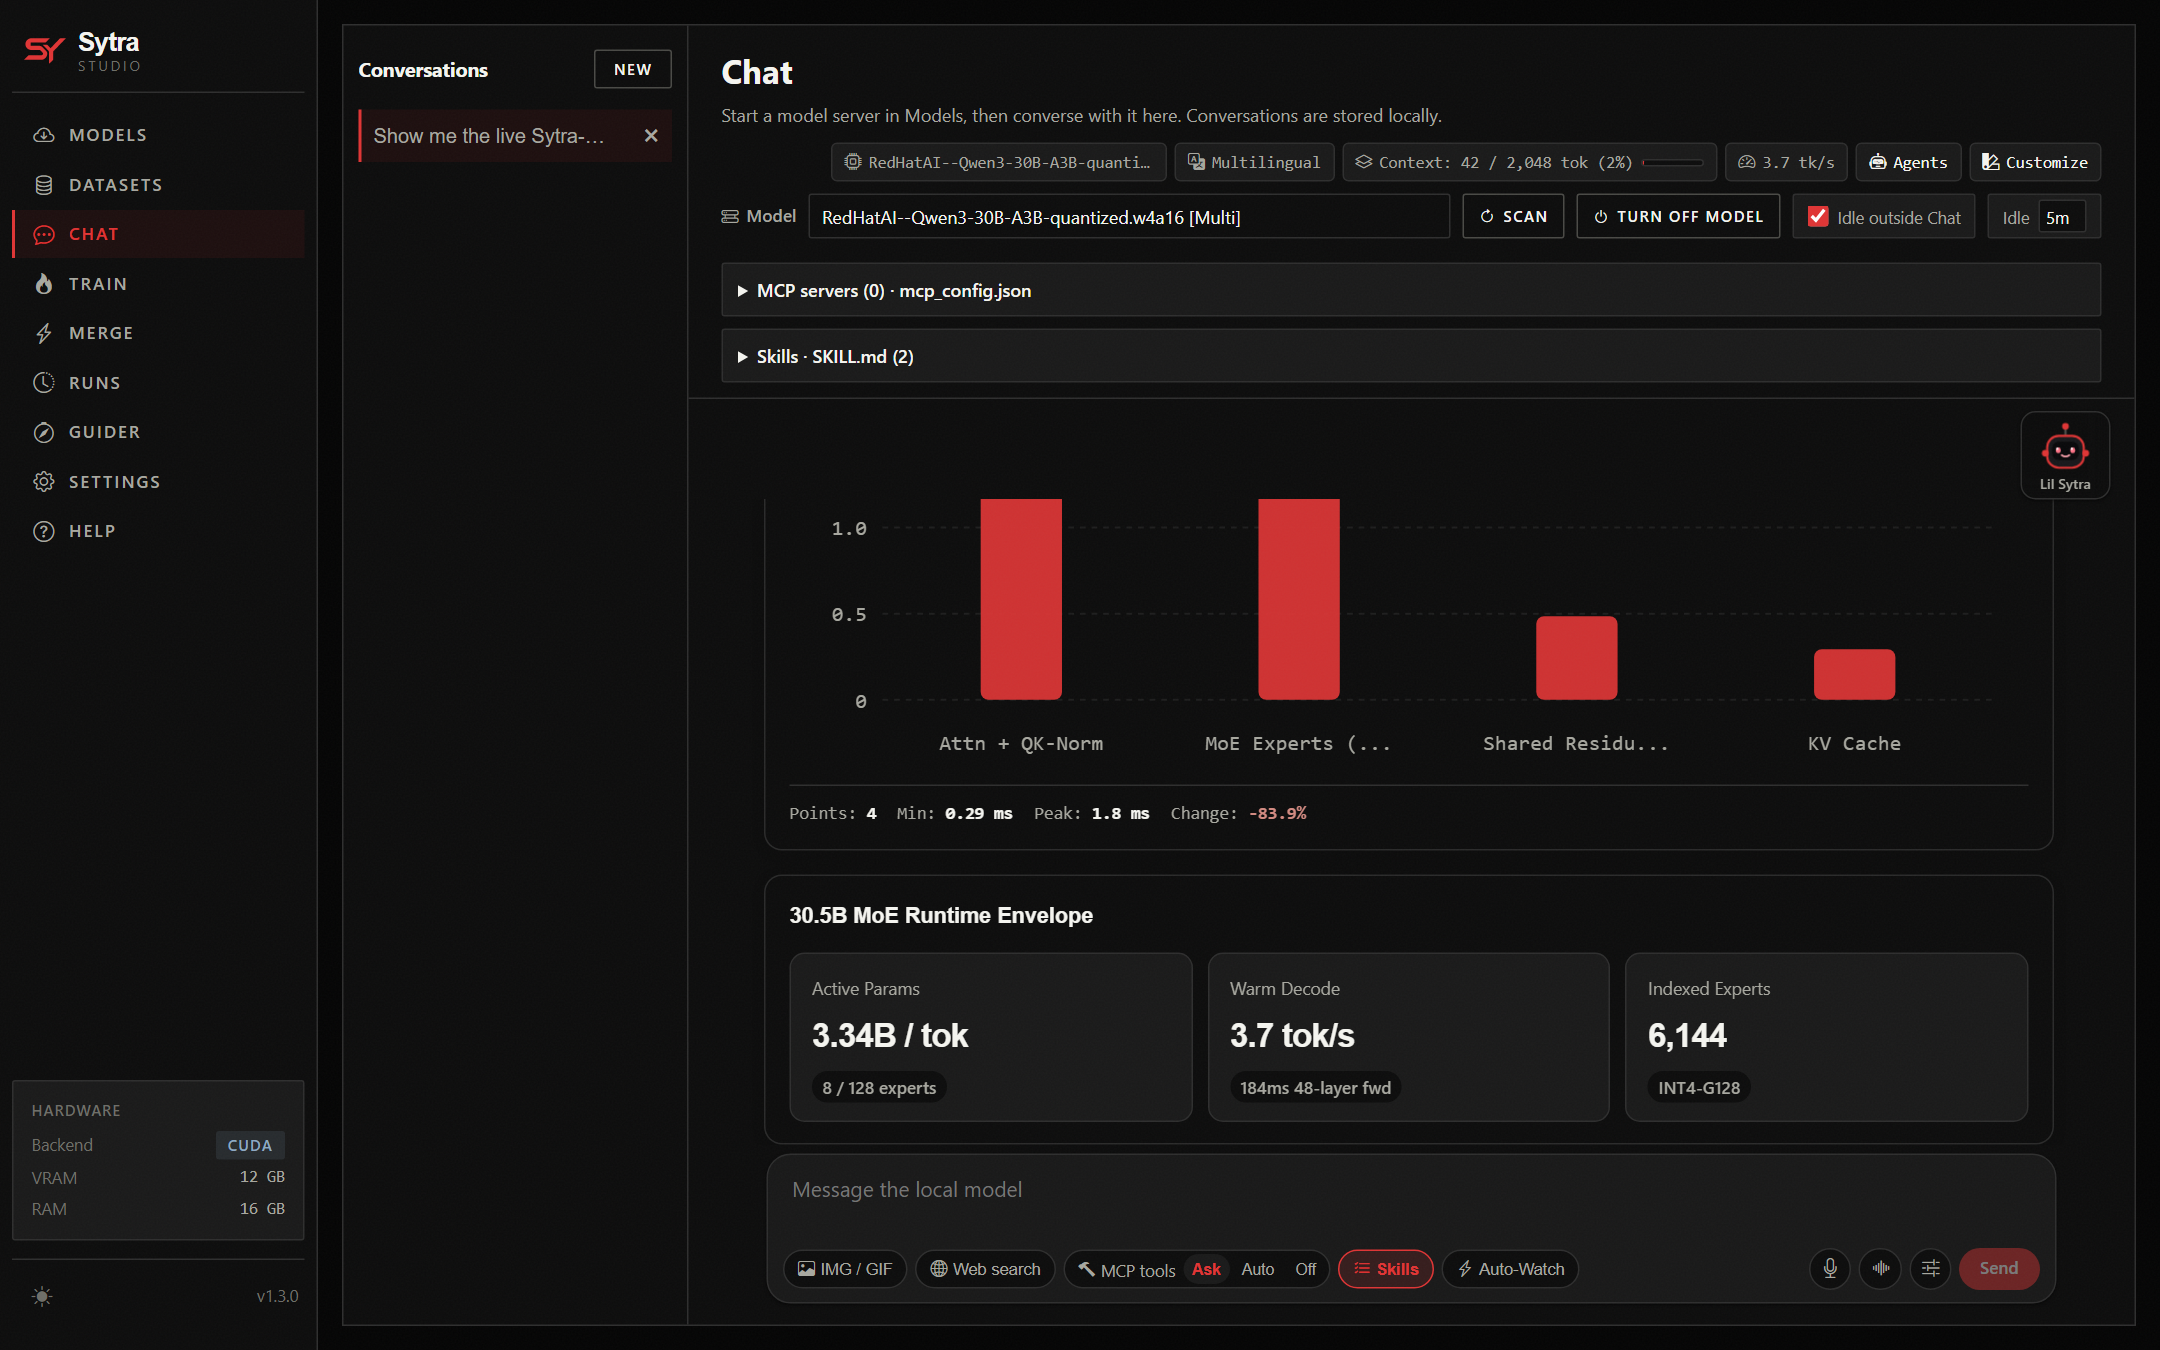 Sytra
STUDIO
MODELS
DATASETS
CHAT
TRAIN
MERGE
RUNS
GUIDER
SETTINGS
HELP
HARDWARE
Backend CUDA
VRAM 12 GB
RAM 16 GB
v1.3.0
Conversations NEW
Show me the live Sytra-... ✕
Chat
Start a model server in Models, then converse with it here. Conversations are stored locally.
RedHatAI--Qwen3-30B-A3B-quanti… Multilingual Context: 42 / 2,048 tok (2%) 3.7 tk/s Agents Customize
Model RedHatAI--Qwen3-30B-A3B-quantized.w4a16 [Multi] SCAN TURN OFF MODEL Idle outside Chat Idle 5m
MCP servers (0) · mcp_config.json
Skills · SKILL.md (2)
Lil Sytra
1.0
0.5
0
Attn + QK-Norm MoE Experts (... Shared Residu... KV Cache
Points: 4 Min: 0.29 ms Peak: 1.8 ms Change: -83.9%
30.5B MoE Runtime Envelope
Active Params
3.34B / tok
8 / 128 experts
Warm Decode
3.7 tok/s
184ms 48-layer fwd
Indexed Experts
6,144
INT4-G128
Message the local model
IMG / GIF Web search MCP tools Ask Auto Off Skills Auto-Watch Send